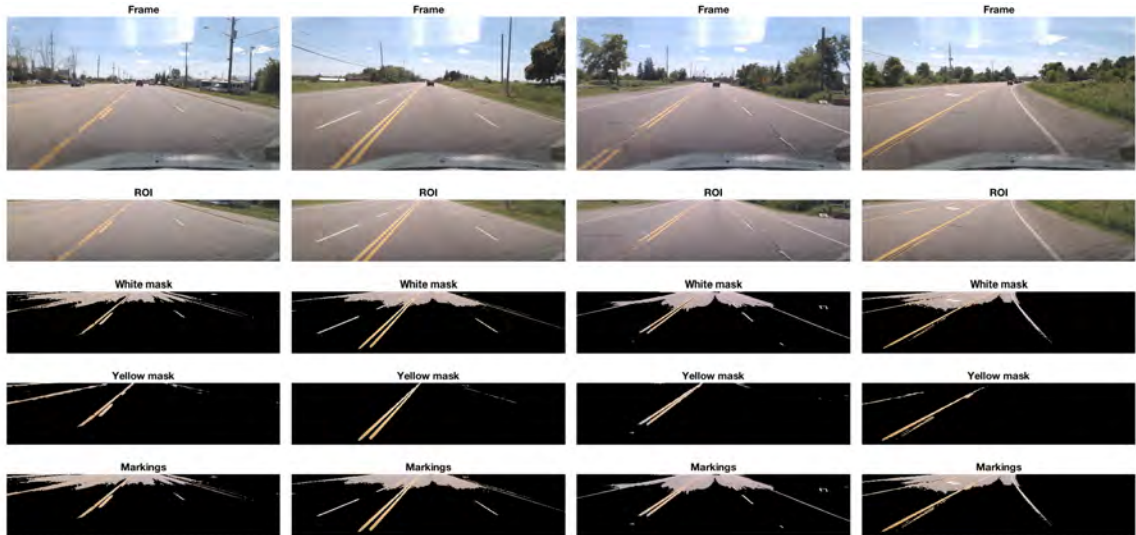 Frame Frame Frame Frame
ROI ROI ROI ROI
White mask White mask White mask White mask
Yellow mask Yellow mask Yellow mask Yellow mask
Markings Markings Markings Markings